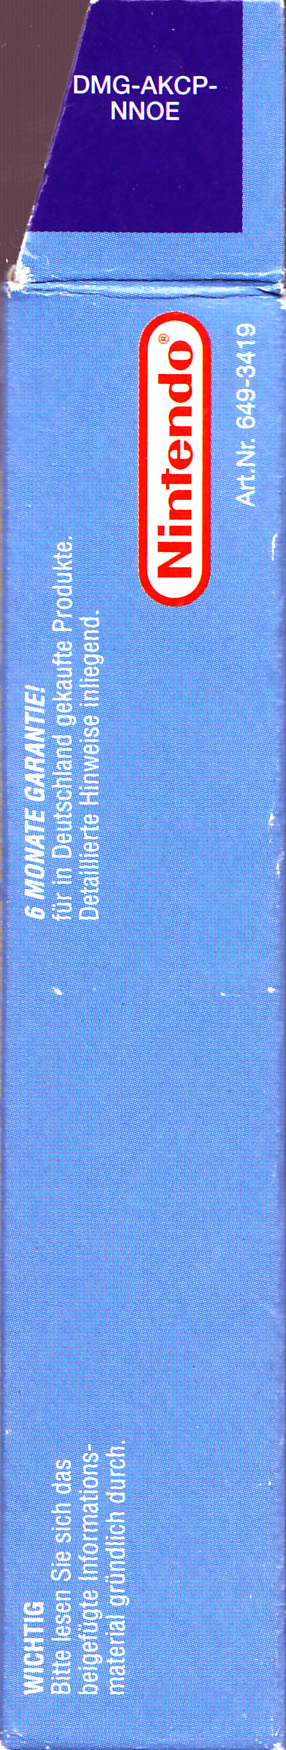 DMG-AKCP-
NNOE
WICHTIG
Bitte lesen Sie sich das
beigefügte Informations-
material gründlich durch.
6 MONATE GARANTIE!
für in Deutschland gekaufte Produkte.
Detaillierte Hinweise inliegend.
Nintendo®
Art.Nr. 649-3419